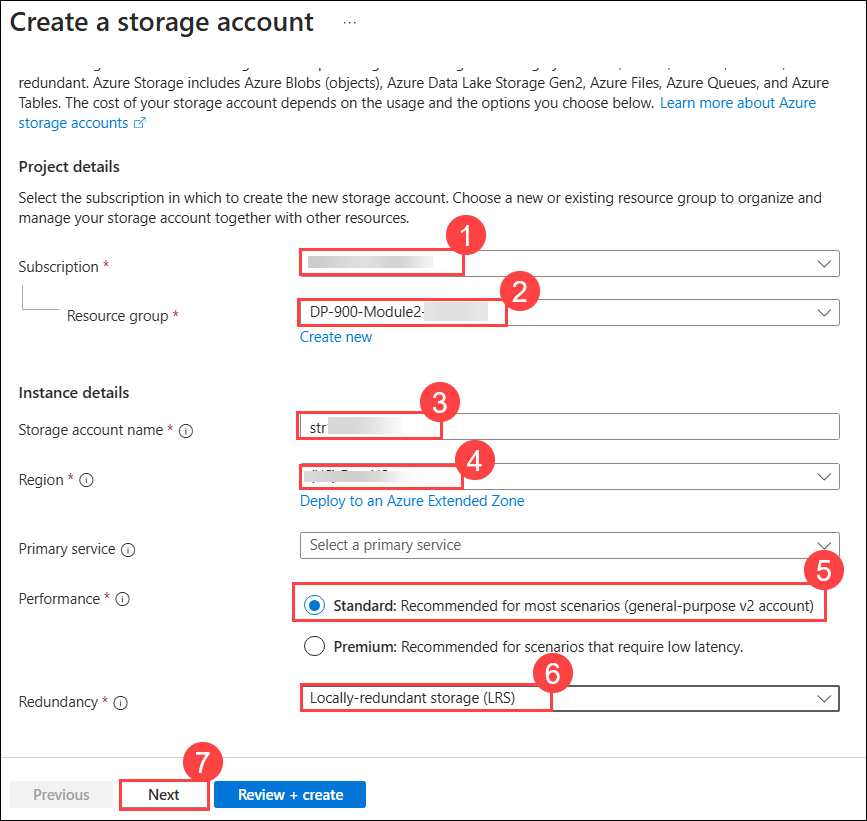 Create a storage account ...
redundant. Azure Storage includes Azure Blobs (objects), Azure Data Lake Storage Gen2, Azure Files, Azure Queues, and Azure
Tables. The cost of your storage account depends on the usage and the options you choose below. Learn more about Azure
storage accounts
Project details
Select the subscription in which to create the new storage account. Choose a new or existing resource group to organize and
manage your storage account together with other resources.
1
Subscription *
2
Resource group * DP-900-Module2-
Create new
Instance details
3
Storage account name * str
4
Region *
Deploy to an Azure Extended Zone
Primary service Select a primary service
5
Performance * Standard: Recommended for most scenarios (general-purpose v2 account)
Premium: Recommended for scenarios that require low latency.
6
Redundancy * Locally-redundant storage (LRS)
7
Previous Next Review + create